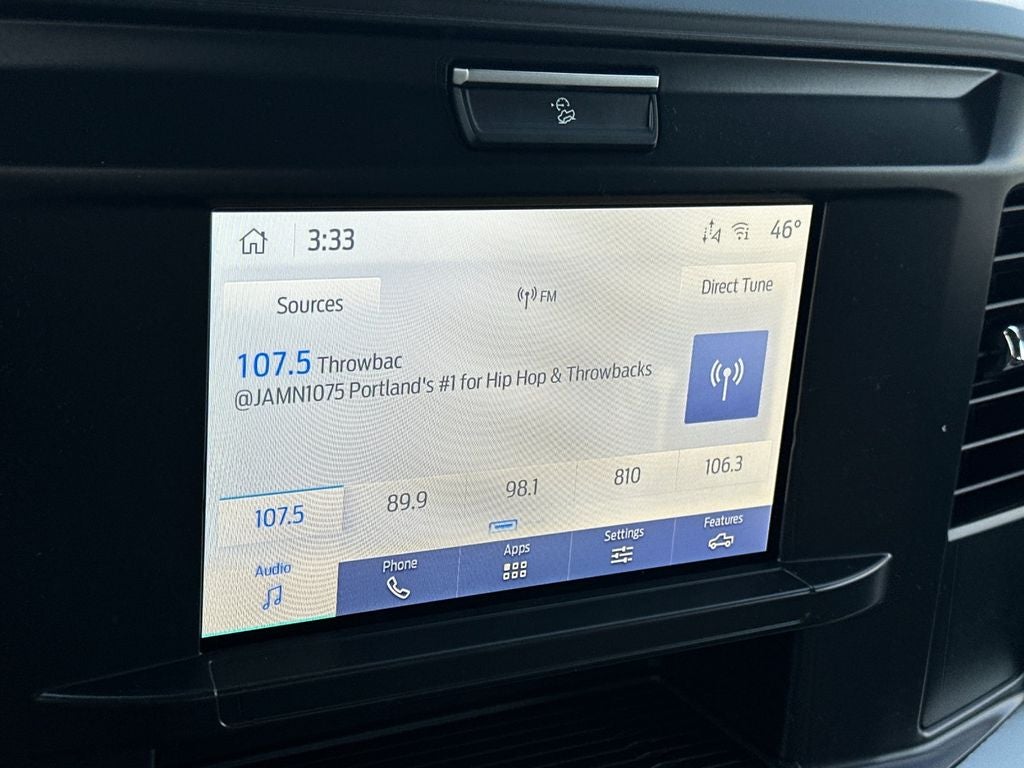 3:33
46°
Sources
FM
Direct Tune
107.5 Throwbac
@JAMN1075 Portland's #1 for Hip Hop & Throwbacks
107.5
89.9
98.1
810
106.3
Audio
Phone
Apps
Settings
Features